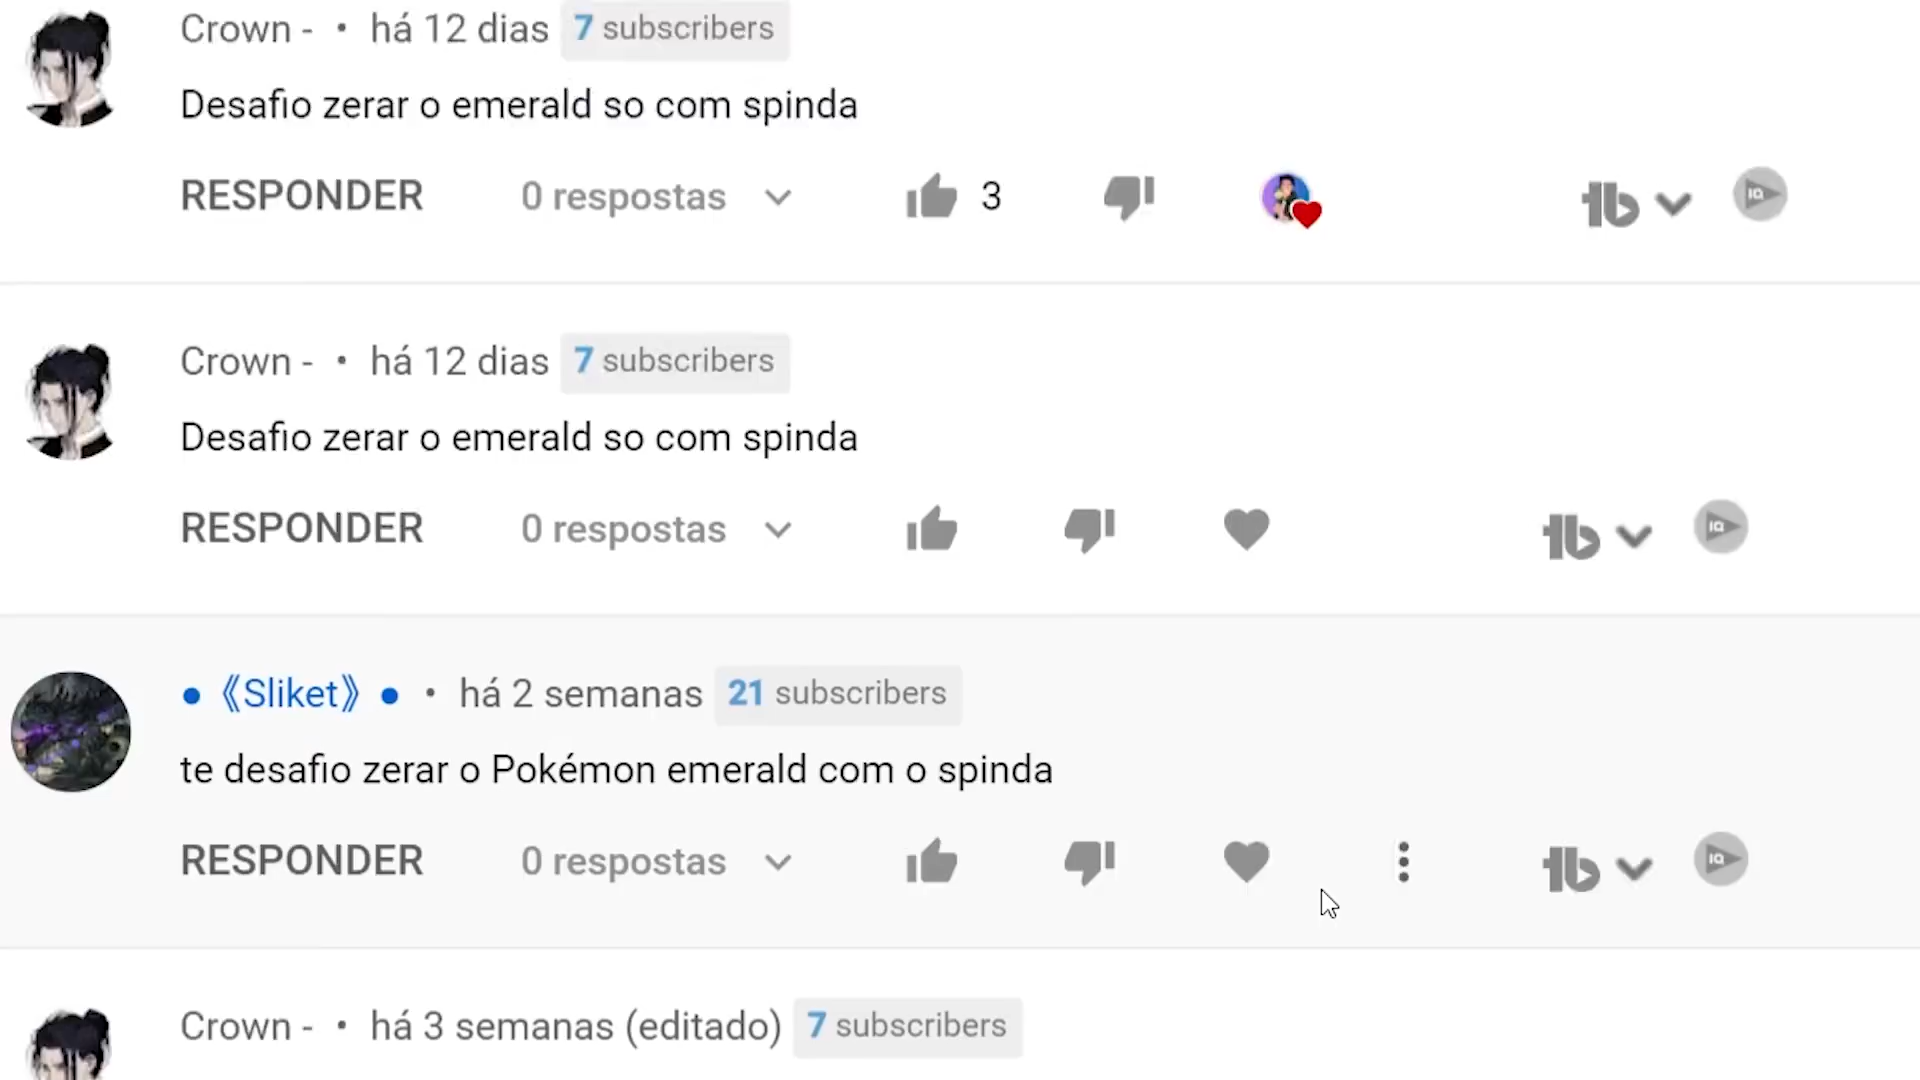 Crown - • há 12 dias 7 subscribers
Desafio zerar o emerald so com spinda
RESPONDER 0 respostas 3
Crown - • há 12 dias 7 subscribers
Desafio zerar o emerald so com spinda
RESPONDER 0 respostas
● 《Sliket》 ● • há 2 semanas 21 subscribers
te desafio zerar o Pokémon emerald com o spinda
RESPONDER 0 respostas
Crown - • há 3 semanas (editado) 7 subscribers